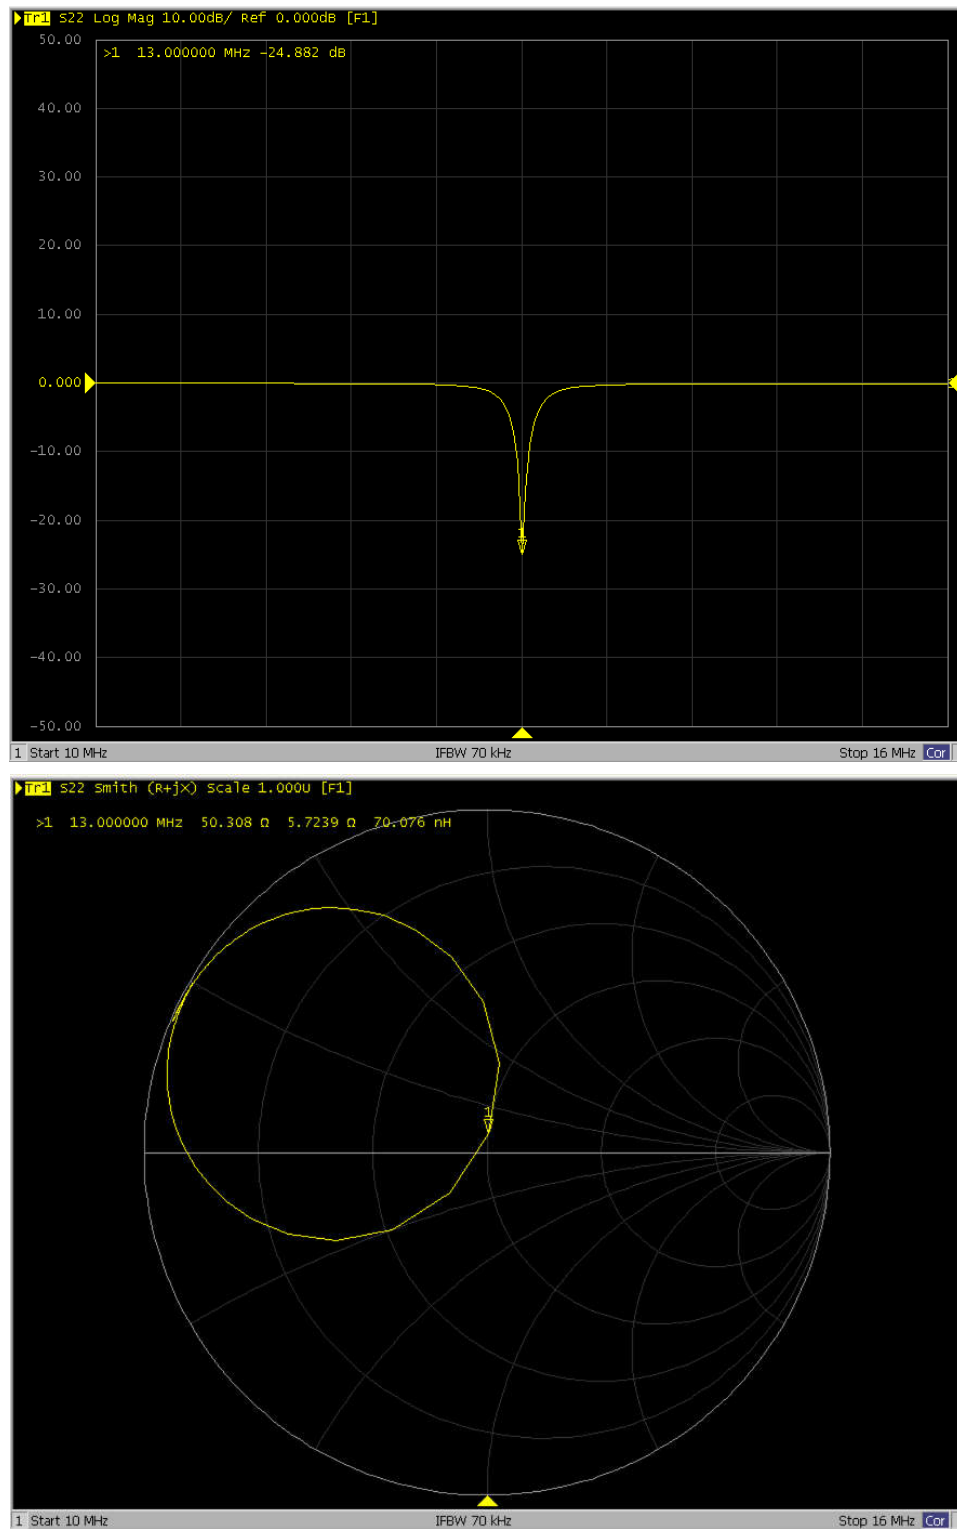 Tr1 S22 Log Mag 10.00dB/ Ref 0.000dB [F1]
50.00
>1 13.000000 MHz -24.882 dB
40.00
30.00
20.00
10.00
0.000
-10.00
-20.00
1
-30.00
-40.00
-50.00
1 Start 10 MHz IFBW 70 kHz Stop 16 MHz Cor
Tr1 S22 Smith (R+jX) Scale 1.000U [F1]
>1 13.000000 MHz 50.308 Ω 5.7239 Ω 70.076 nH
1
1 Start 10 MHz IFBW 70 kHz Stop 16 MHz Cor